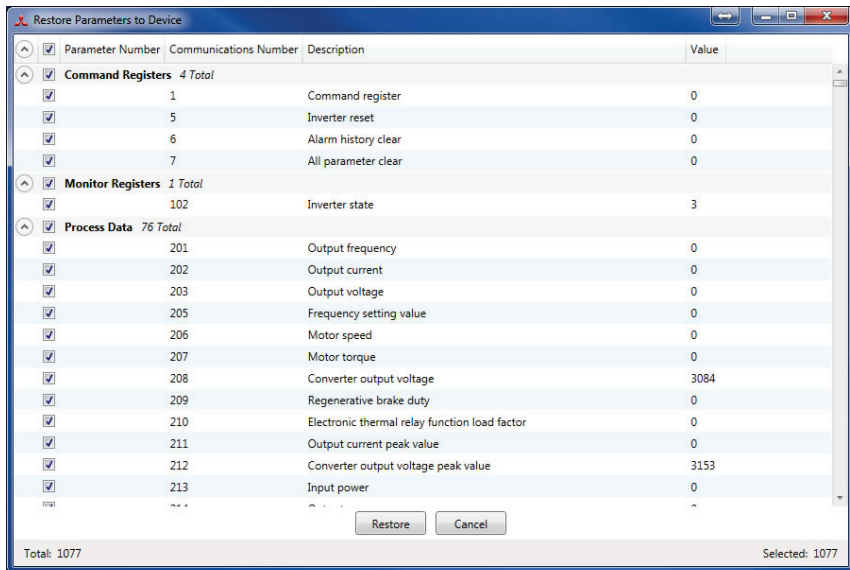 Restore Parameters to Device
Parameter Number Communications Number Description Value
Command Registers 4 Total
1 Command register 0
5 Inverter reset 0
6 Alarm history clear 0
7 All parameter clear 0
Monitor Registers 1 Total
102 Inverter state 3
Process Data 76 Total
201 Output frequency 0
202 Output current 0
203 Output voltage 0
205 Frequency setting value 0
206 Motor speed 0
207 Motor torque 0
208 Converter output voltage 3084
209 Regenerative brake duty 0
210 Electronic thermal relay function load factor 0
211 Output current peak value 0
212 Converter output voltage peak value 3153
213 Input power 0
Restore Cancel
Total: 1077 Selected: 1077